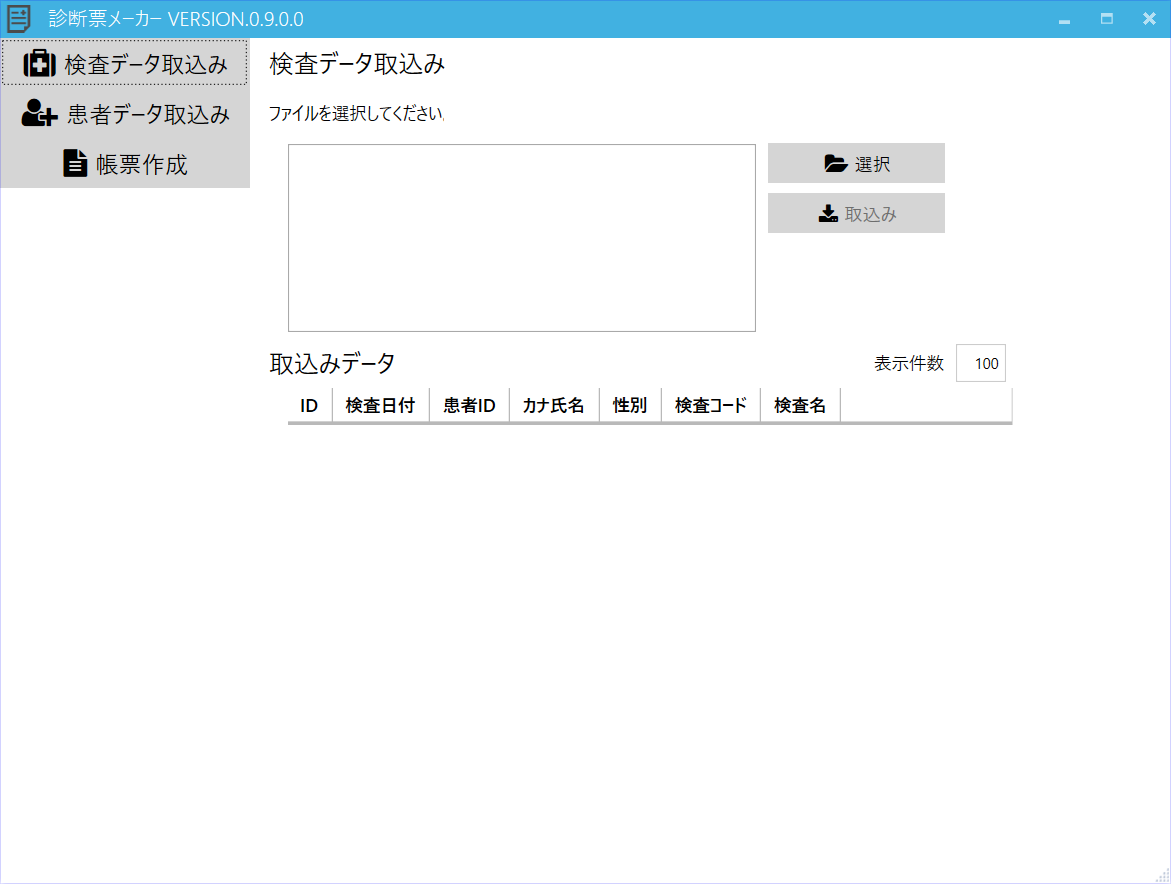 診断票メーカー VERSION.0.9.0.0
検査データ取込み
患者データ取込み
帳票作成
検査データ取込み
ファイルを選択してください.
選択
取込み
取込みデータ
表示件数 100
ID 検査日付 患者ID カナ氏名 性別 検査コード 検査名